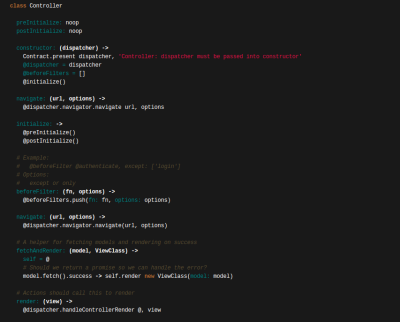 class Controller
preInitialize: noop
postInitialize: noop
constructor: (dispatcher) ->
Contract.present dispatcher, "Controller: dispatcher must be passed into constructor"
@dispatcher = dispatcher
@beforeFilters = []
@initialize()
navigate: (url, options) ->
@dispatcher.navigator.navigate url, options
initialize: ->
@preInitialize()
@postInitialize()
# Example:
#   @beforeFilter @authenticate, except: ['login']
# Options:
#   except or only
beforeFilter: (fn, options) ->
@beforeFilters.push(fn: fn, options: options)
navigate: (url, options) ->
@dispatcher.navigator.navigate(url, options)
# A helper for fetching models and rendering on success
fetchAndRender: (model, ViewClass) ->
self = @
# Should we return a promise so we can handle the error?
model.fetch().success -> self.render new ViewClass(model: model)
# Actions should call this to render
render: (view) ->
@dispatcher.handleControllerRender @, view